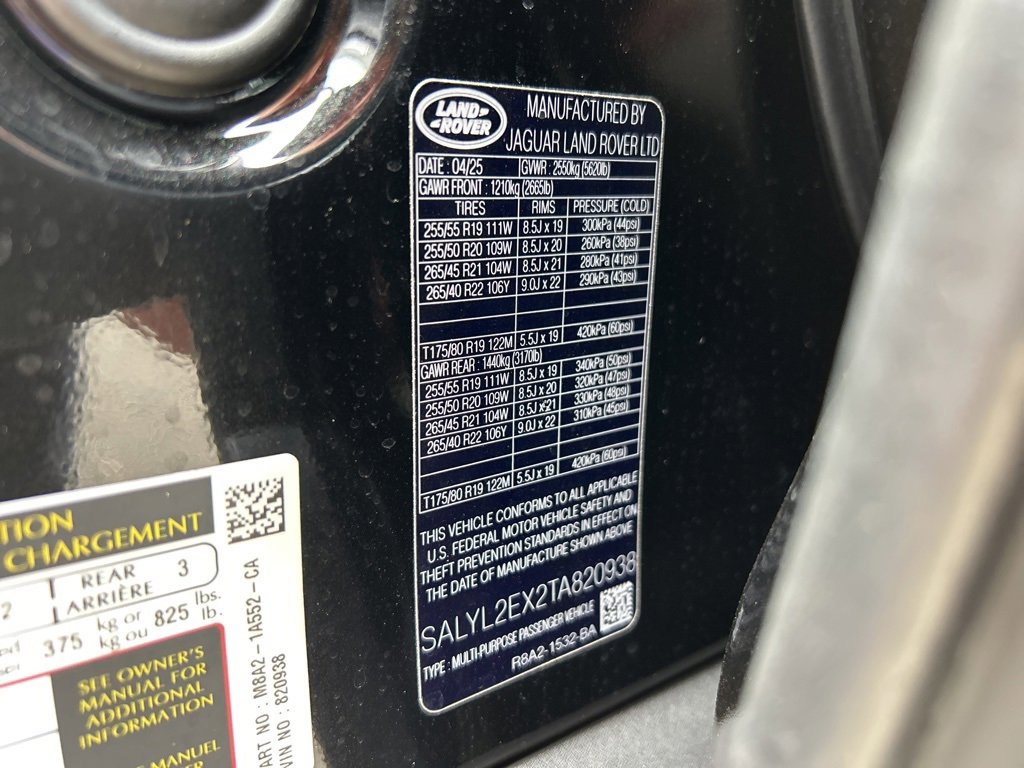 LAND
ROVER
MANUFACTURED BY
JAGUAR LAND ROVER LTD
DATE : 04/25 GVWR : 2550kg (5620lb)
GAWR FRONT : 1210kg (2665lb)
TIRES RIMS PRESSURE (COLD)
255/55 R19 111W 8.5J x 19 300kPa (44psi)
255/50 R20 109W 8.5J x 20 260kPa (38psi)
265/45 R21 104W 8.5J x 21 280kPa (41psi)
265/40 R22 106Y 9.0J x 22 290kPa (43psi)
T175/80 R19 122M 5.5J x 19 420kPa (60psi)
GAWR REAR : 1440kg (3170lb)
255/55 R19 111W 8.5J x 19 340kPa (50psi)
255/50 R20 109W 8.5J x 20 320kPa (47psi)
265/45 R21 104W 8.5J x 21 330kPa (48psi)
265/40 R22 106Y 9.0J x 22 310kPa (45psi)
T175/80 R19 122M 5.5J x 19 420kPa (60psi)
THIS VEHICLE CONFORMS TO ALL APPLICABLE
U.S. FEDERAL MOTOR VEHICLE SAFETY AND
THEFT PREVENTION STANDARDS IN EFFECT ON
THE DATE OF MANUFACTURE SHOWN ABOVE
SALYL2EX2TA820938
TYPE : MULTI-PURPOSE PASSENGER VEHICLE
R8A2-1532-BA
TION
CHARGEMENT
2 REAR 3
ARRIÈRE
375 kg or 825 lbs.
kg ou lb.
SEE OWNER'S
MANUAL FOR
ADDITIONAL
INFORMATION
MANUEL
ART NO : M8A2 - 1A552 - CA
VIN NO : 820938